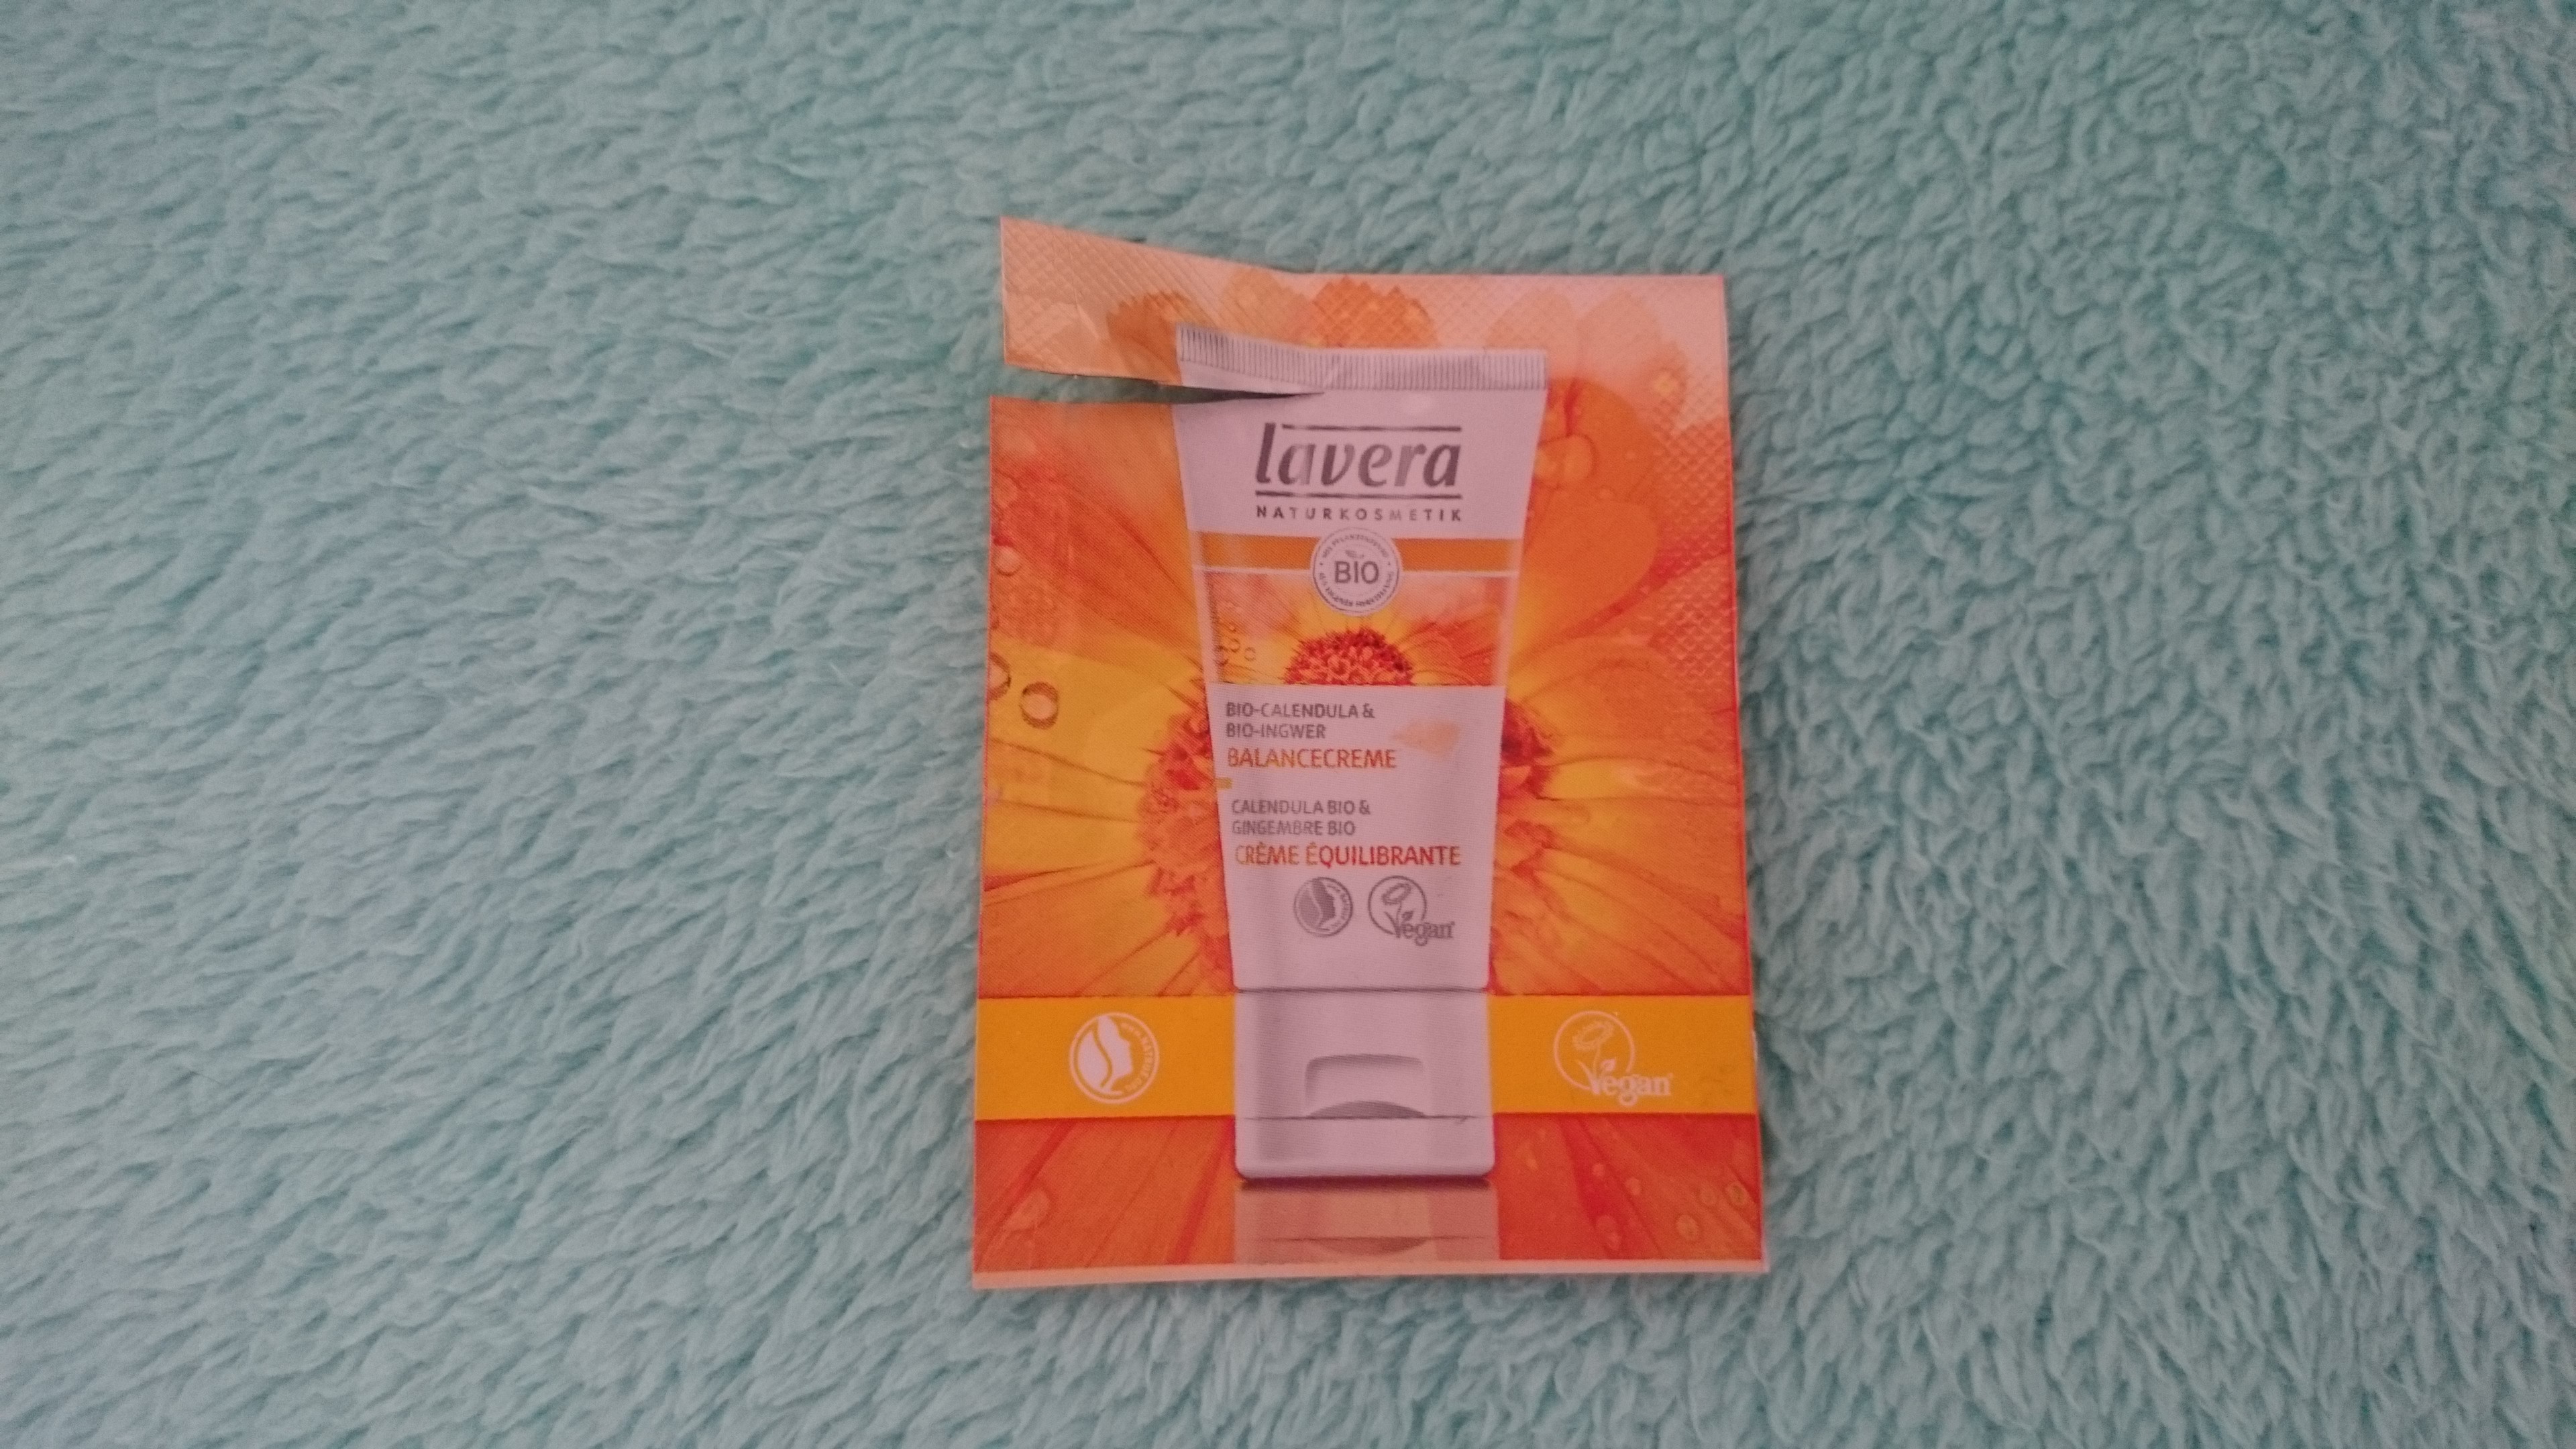 lavera
NATURKOSMETIK
BIO
BIO-CALENDULA &
BIO-INGWER
BALANCECREME
CALENDULA BIO &
GINGEMBRE BIO
CRÈME ÉQUILIBRANTE
Vegan
Vegan